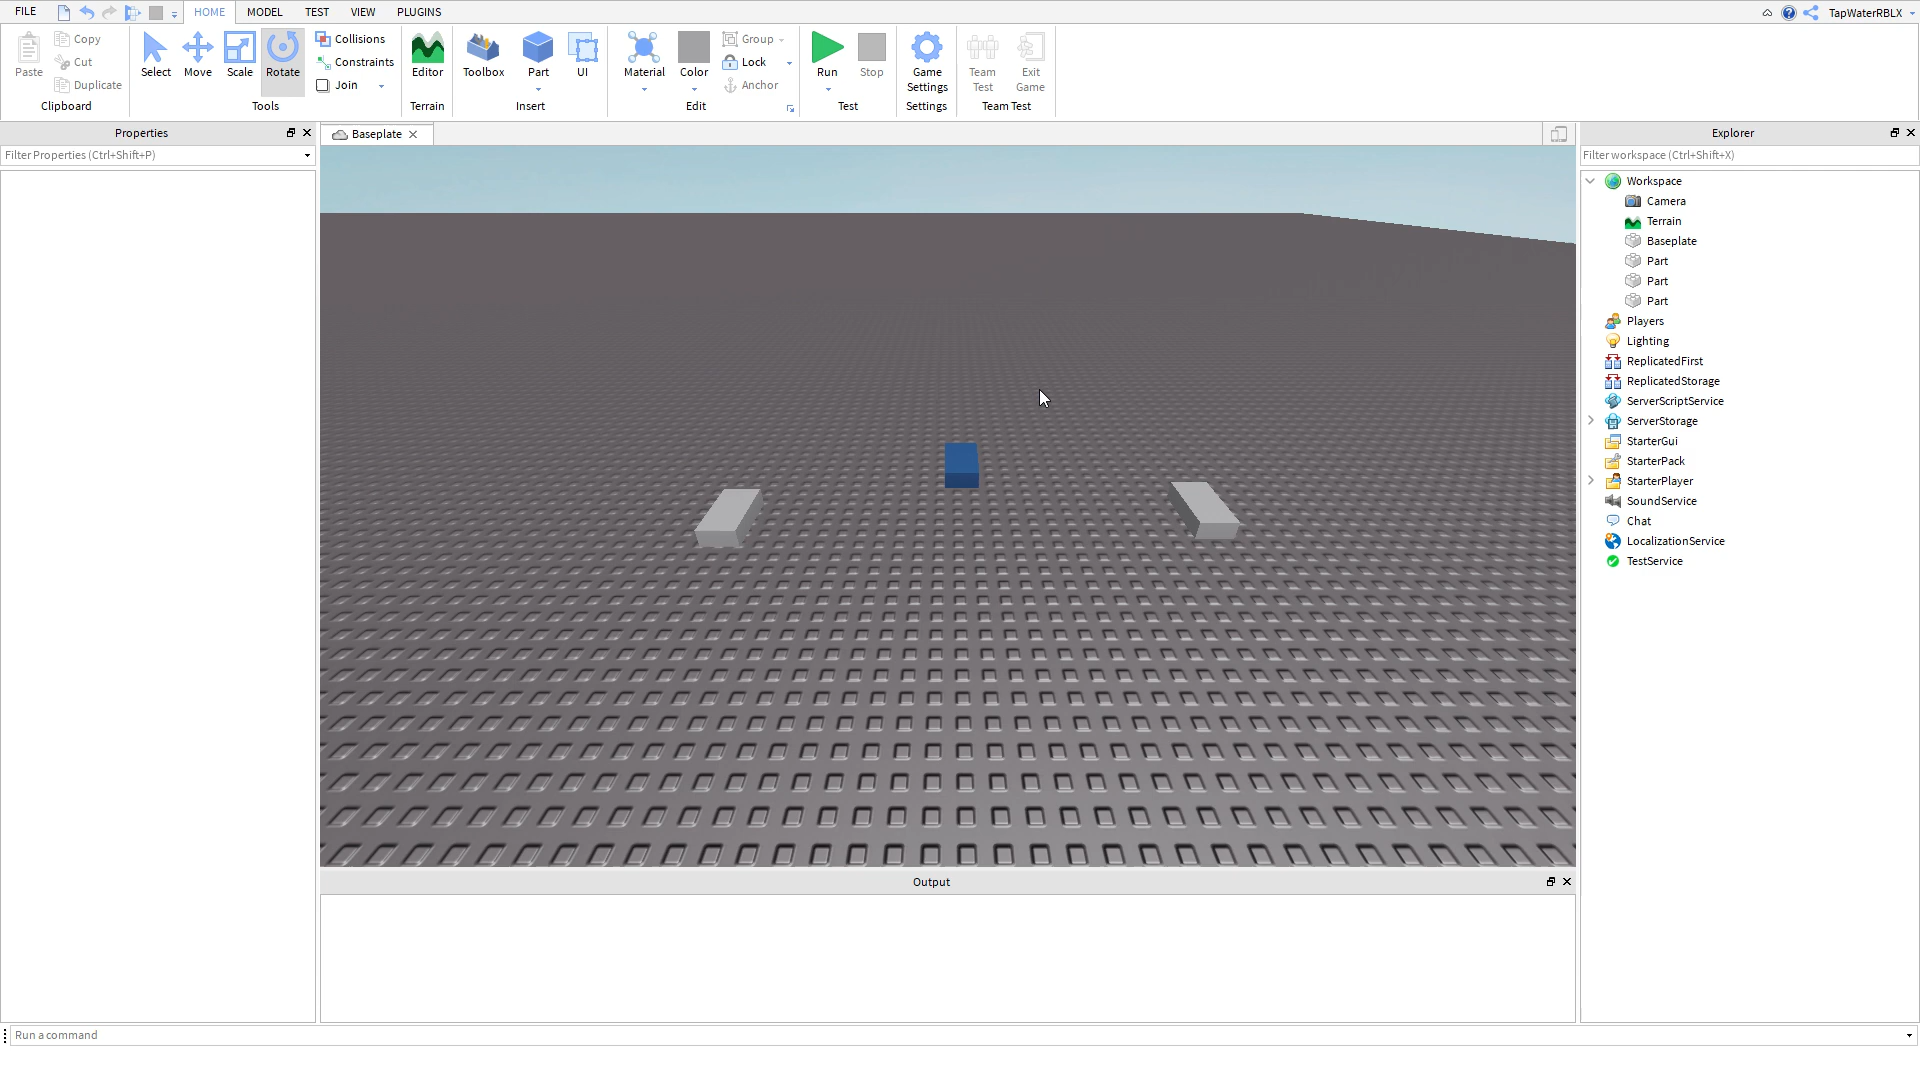 FILE
HOME
MODEL
TEST
VIEW
PLUGINS
TapWaterRBLX
Paste
Copy
Cut
Duplicate
Clipboard
Select
Move
Scale
Rotate
Collisions
Constraints
Join
Tools
Editor
Terrain
Toolbox
Part
UI
Insert
Material
Color
Group
Lock
Anchor
Edit
Run
Stop
Test
Game
Settings
Settings
Team
Test
Exit
Game
Team Test
Properties
Filter Properties (Ctrl+Shift+P)
Baseplate
Explorer
Filter workspace (Ctrl+Shift+X)
Workspace
Camera
Terrain
Baseplate
Part
Part
Part
Players
Lighting
ReplicatedFirst
ReplicatedStorage
ServerScriptService
ServerStorage
StarterGui
StarterPack
StarterPlayer
SoundService
Chat
LocalizationService
TestService
Output
Run a command